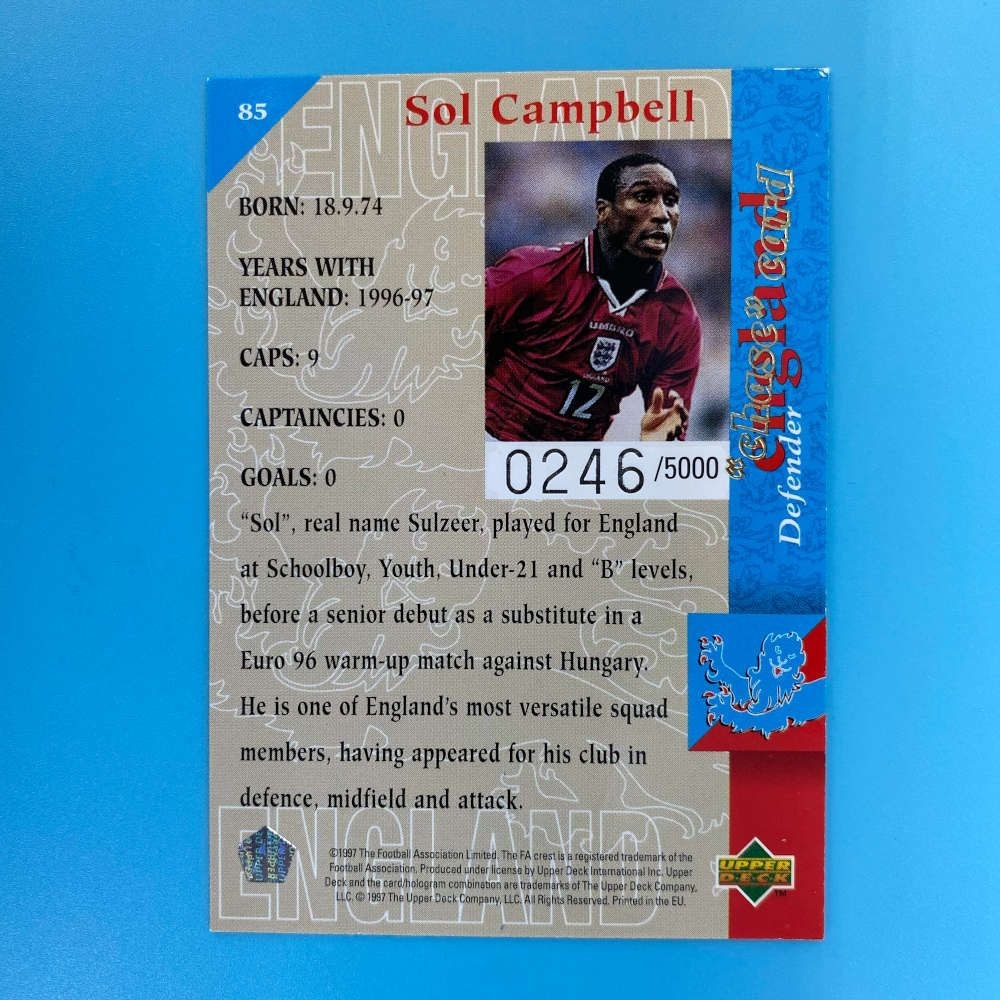 85
Sol Campbell
BORN: 18.9.74
YEARS WITH
ENGLAND: 1996-97
CAPS: 9
CAPTAINCIES: 0
GOALS: 0
UMBRO
ENGLAND
12
0246/5000
"chase" card
england
Defender
“Sol”, real name Sulzeer, played for England
at Schoolboy, Youth, Under-21 and “B” levels,
before a senior debut as a substitute in a
Euro 96 warm-up match against Hungary.
He is one of England’s most versatile squad
members, having appeared for his club in
defence, midfield and attack.
ENGLAND
ENGLAND
©1997 The Football Association Limited. The FA crest is a registered trademark of the
Football Association. Produced under license by Upper Deck International Inc. Upper
Deck and the card/hologram combination are trademarks of The Upper Deck Company,
LLC. © 1997 The Upper Deck Company, LLC. All Rights Reserved. Printed in the EU.
UPPER
DECK
TM